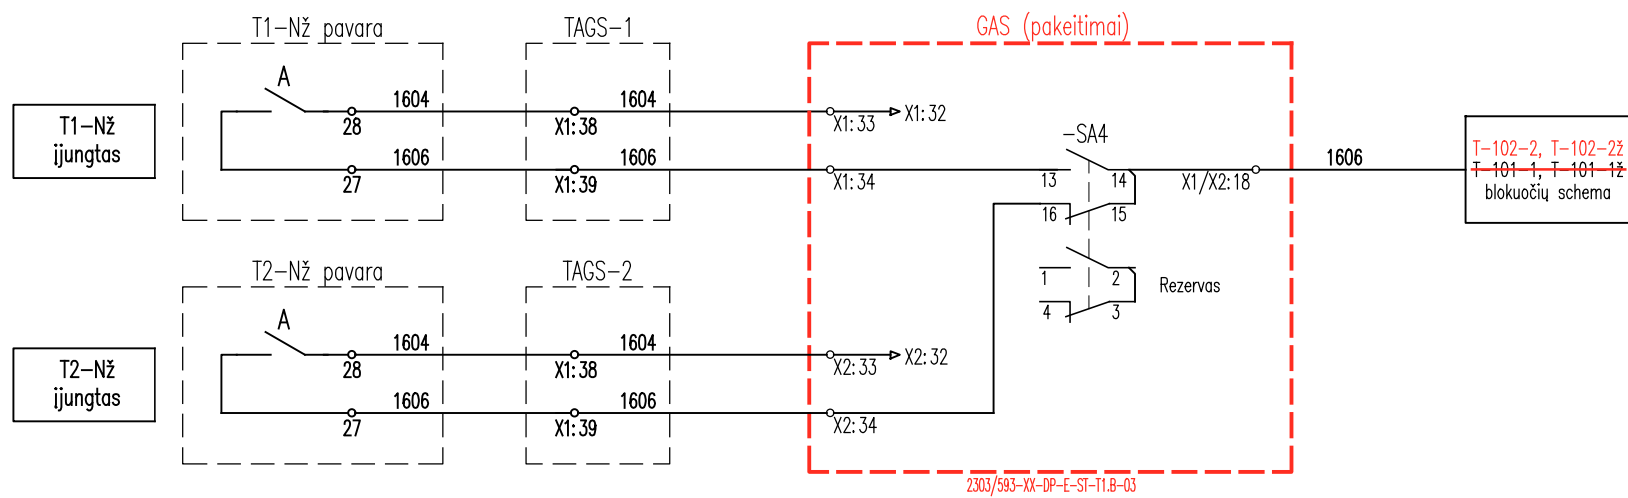 T1-Nž pavara
TAGS-1
GAS (pakeitimai)
A
1604
1604
T1-Nž
įjungtas
28
X1:38
X1:33
X1:32
-SA4
1606
1606
1606
27
X1:39
X1:34
13
14
X1/X2:18
T-102-2, T-102-2ž
T-101-1, T-101-1ž
blokuočių schema
16
15
T2-Nž pavara
TAGS-2
1
2
Rezervas
4
3
A
1604
1604
T2-Nž
įjungtas
28
X1:38
X2:33
X2:32
1606
1606
27
X1:39
X2:34
2303/593-XX-DP-E-ST-T1.B-03